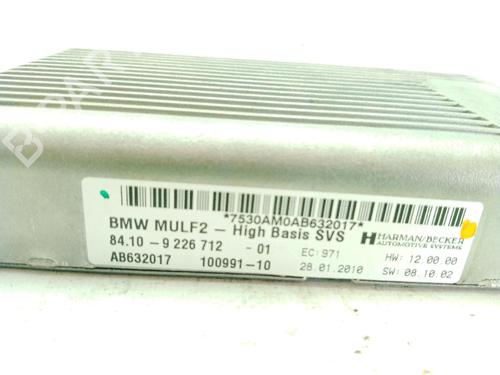 *7530AM0AB632017*
BMW MULF2 - High Basis SVS
HARMAN/BECKER
AUTOMOTIVE SYSTEMS
84.10 - 9 226 712 - 01
EC: 971
HW: 12.00.00
AB632017 100991-10
28.01.2010
SW: 08.10.02